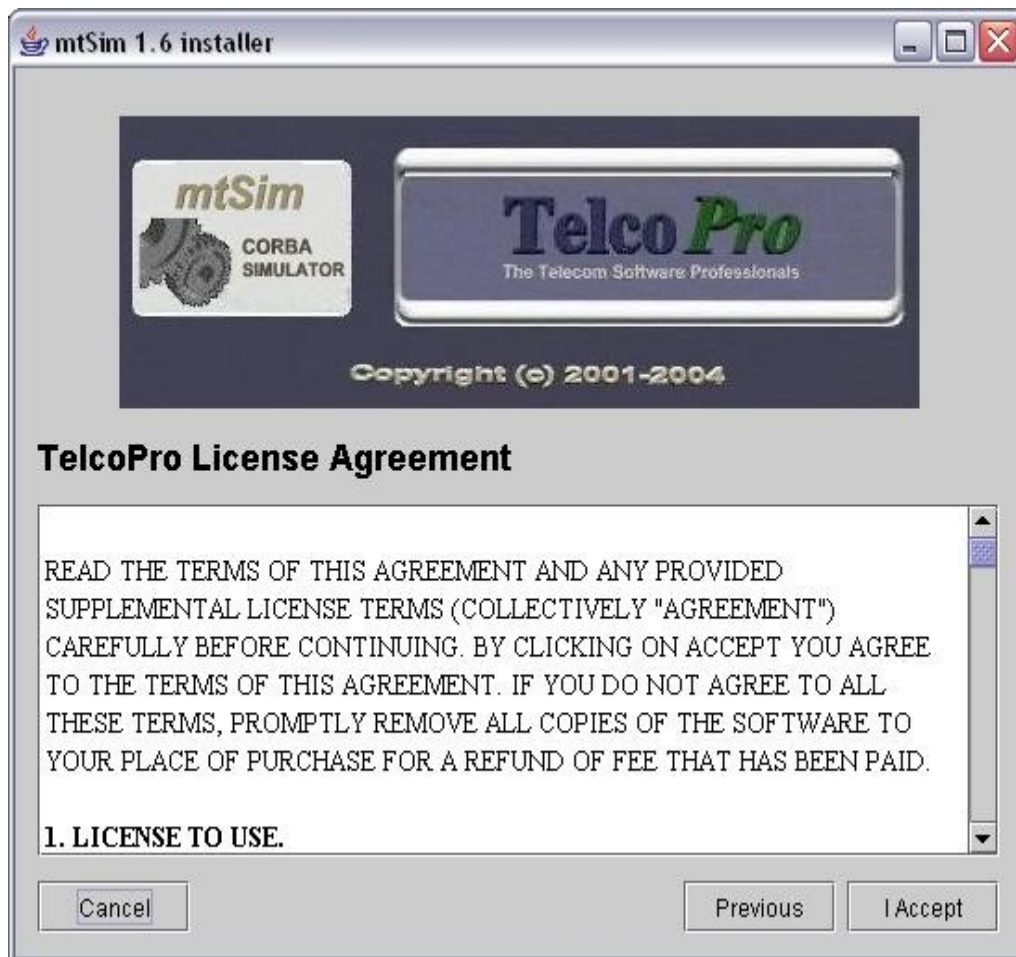 mtSim 1.6 installer
mtSim
CORBA
SIMULATOR
TelcoPro
The Telecom Software Professionals
Copyright (c) 2001-2004
TelcoPro License Agreement
READ THE TERMS OF THIS AGREEMENT AND ANY PROVIDED
SUPPLEMENTAL LICENSE TERMS (COLLECTIVELY "AGREEMENT")
CAREFULLY BEFORE CONTINUING. BY CLICKING ON ACCEPT YOU AGREE
TO THE TERMS OF THIS AGREEMENT. IF YOU DO NOT AGREE TO ALL
THESE TERMS, PROMPTLY REMOVE ALL COPIES OF THE SOFTWARE TO
YOUR PLACE OF PURCHASE FOR A REFUND OF FEE THAT HAS BEEN PAID.
1. LICENSE TO USE.
Cancel Previous I Accept